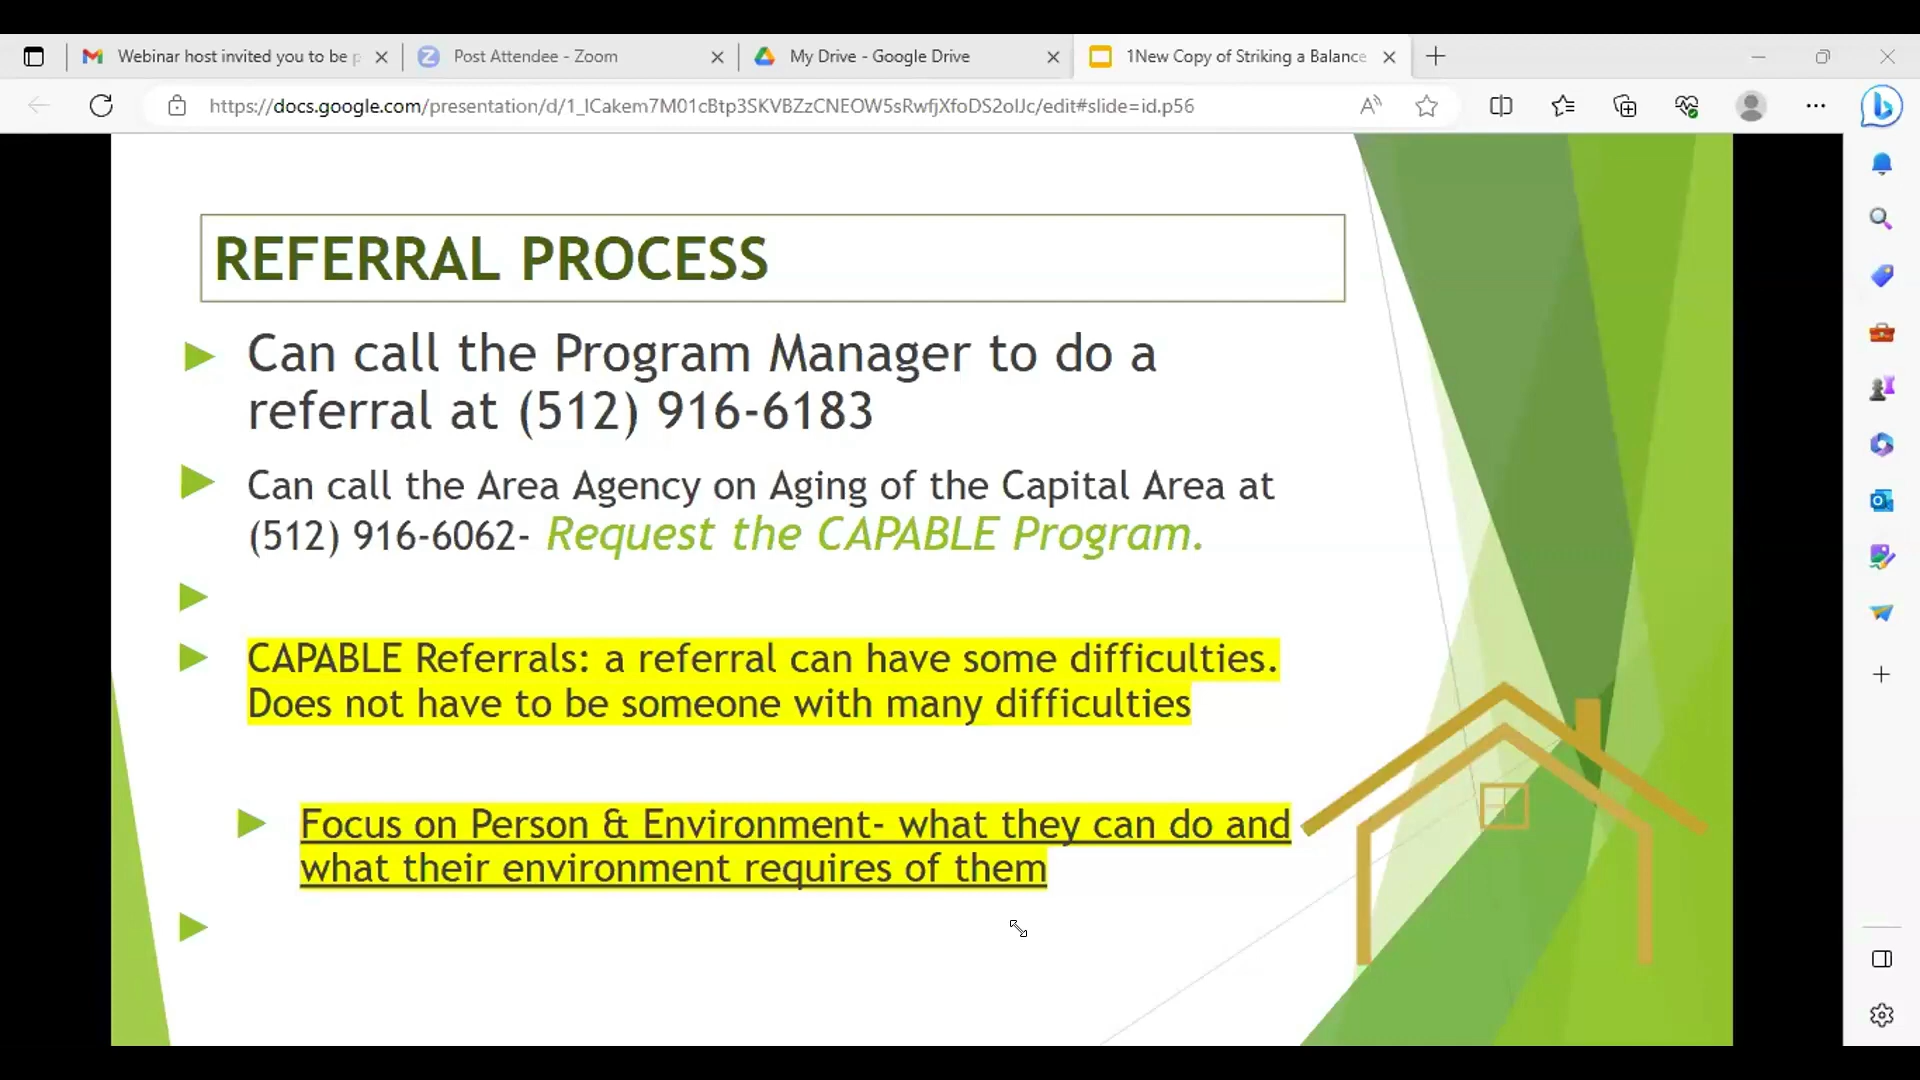 Webinar host invited you to be p
Post Attendee - Zoom
My Drive - Google Drive
1New Copy of Striking a Balance
https://docs.google.com/presentation/d/1_lCakem7M01cBtp3SKVBZzCNEOW5sRwfjXfoDS2olJc/edit#slide=id.p56
REFERRAL PROCESS
Can call the Program Manager to do a
referral at (512) 916-6183
Can call the Area Agency on Aging of the Capital Area at
(512) 916-6062- Request the CAPABLE Program.
CAPABLE Referrals: a referral can have some difficulties.
Does not have to be someone with many difficulties
Focus on Person & Environment- what they can do and
what their environment requires of them